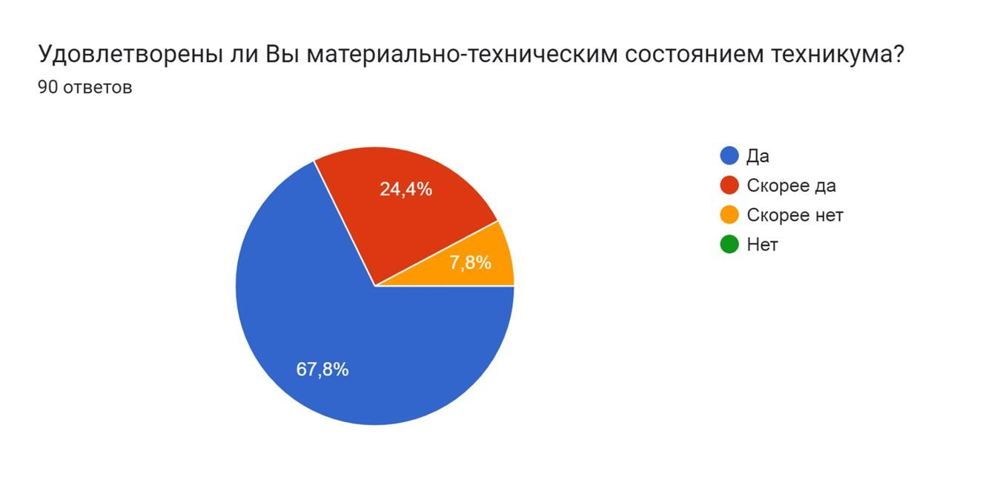 Удовлетворены ли Вы материально-техническим состоянием техникума?
90 ответов
Да
Скорее да
Скорее нет
Нет
24,4%
7,8%
67,8%